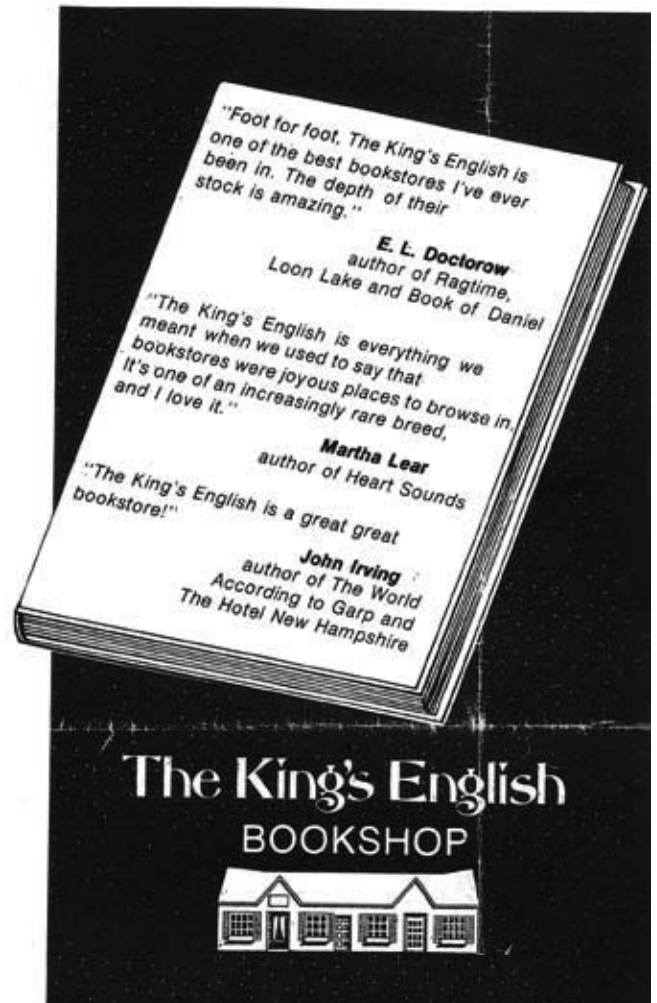 "Foot for foot, The King's English is
one of the best bookstores I've ever
been in. The depth of their
stock is amazing."
E. L. Doctorow
author of Ragtime,
Loon Lake and Book of Daniel
"The King's English is everything we
meant when we used to say that
bookstores were joyous places to browse in.
It's one of an increasingly rare breed,
and I love it."
Martha Lear
author of Heart Sounds
"The King's English is a great great
bookstore!"
John Irving
author of The World
According to Garp and
The Hotel New Hampshire
The King's English
BOOKSHOP